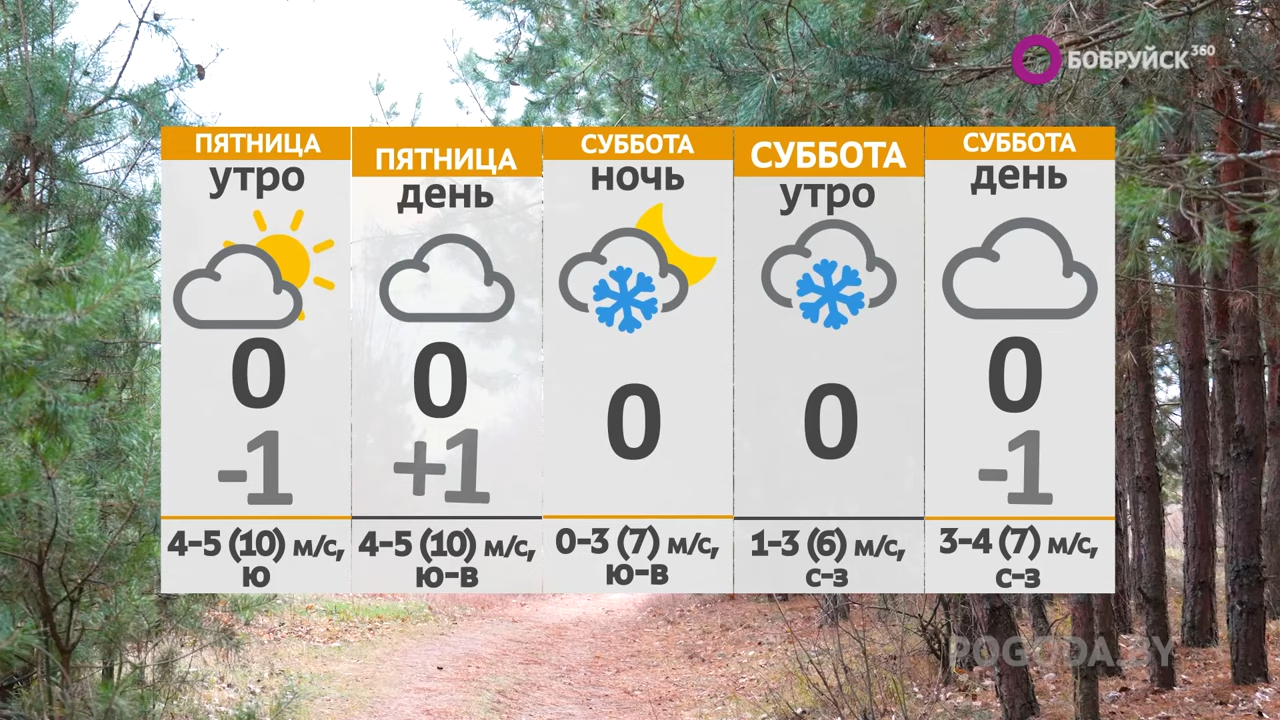 БОБРУЙСК360
ПЯТНИЦА
утро
0
-1
4-5 (10) м/с,
ю
ПЯТНИЦА
день
0
+1
4-5 (10) м/с,
ю-в
СУББОТА
ночь
0
0-3 (7) м/с,
ю-в
СУББОТА
утро
0
1-3 (6) м/с,
с-з
СУББОТА
день
0
-1
3-4 (7) м/с,
с-з
POGODA.BY